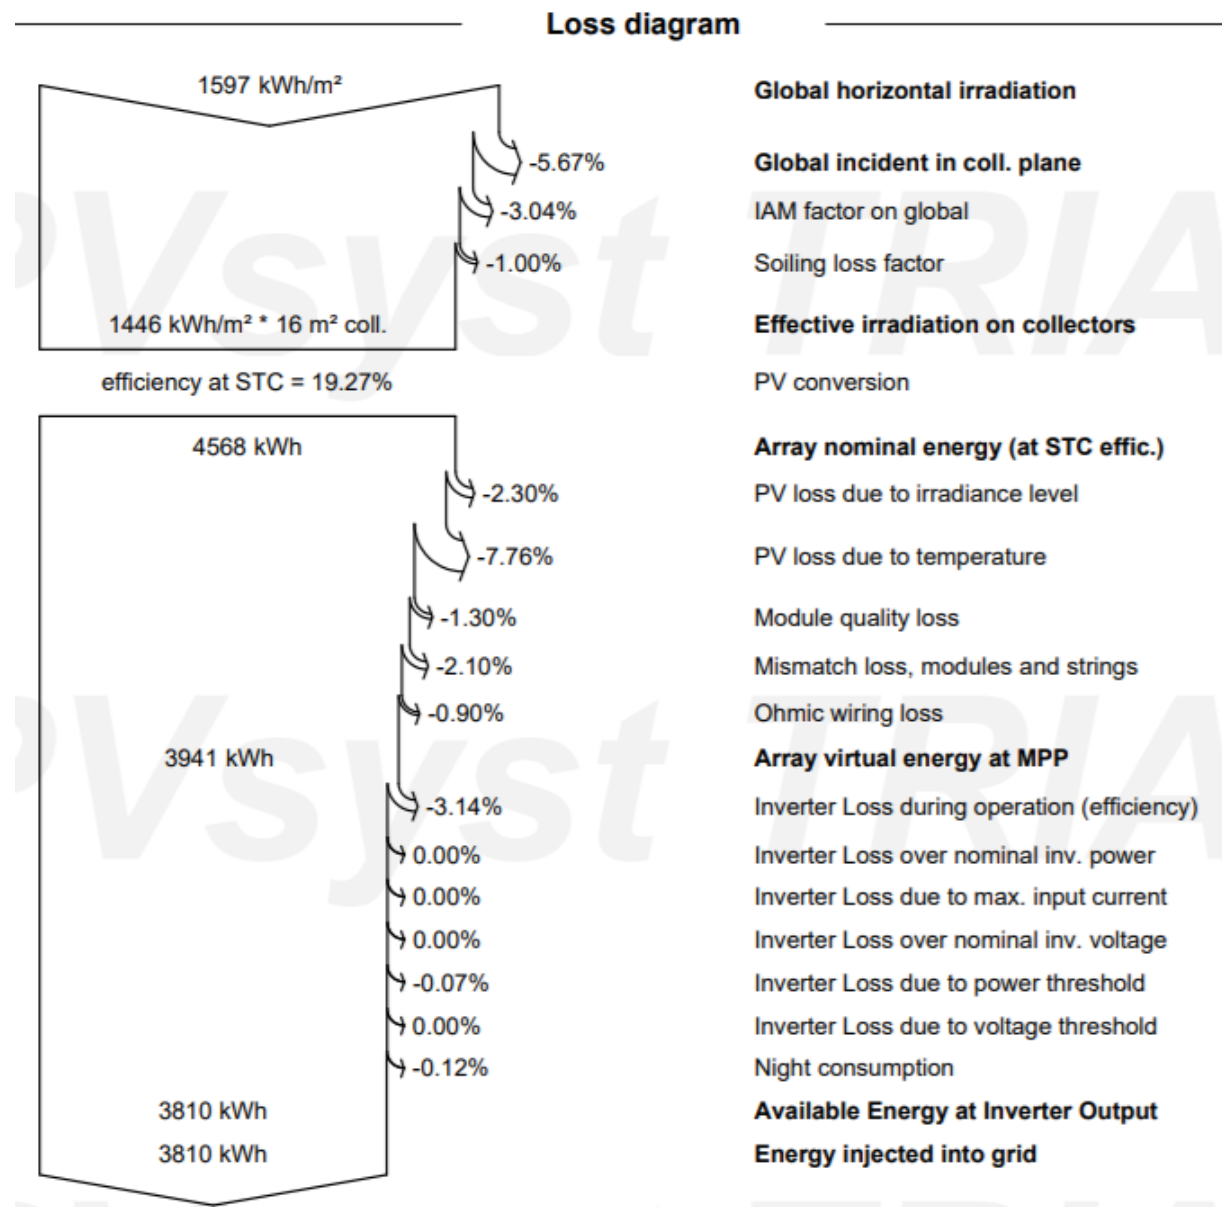 Loss diagram
1597 kWh/m² Global horizontal irradiation
-5.67% Global incident in coll. plane
-3.04% IAM factor on global
-1.00% Soiling loss factor
1446 kWh/m² * 16 m² coll. Effective irradiation on collectors
efficiency at STC = 19.27% PV conversion
4568 kWh Array nominal energy (at STC effic.)
-2.30% PV loss due to irradiance level
-7.76% PV loss due to temperature
-1.30% Module quality loss
-2.10% Mismatch loss, modules and strings
-0.90% Ohmic wiring loss
3941 kWh Array virtual energy at MPP
-3.14% Inverter Loss during operation (efficiency)
0.00% Inverter Loss over nominal inv. power
0.00% Inverter Loss due to max. input current
0.00% Inverter Loss over nominal inv. voltage
-0.07% Inverter Loss due to power threshold
0.00% Inverter Loss due to voltage threshold
-0.12% Night consumption
3810 kWh Available Energy at Inverter Output
3810 kWh Energy injected into grid
PVsyst TRIA
PVsyst TRIA